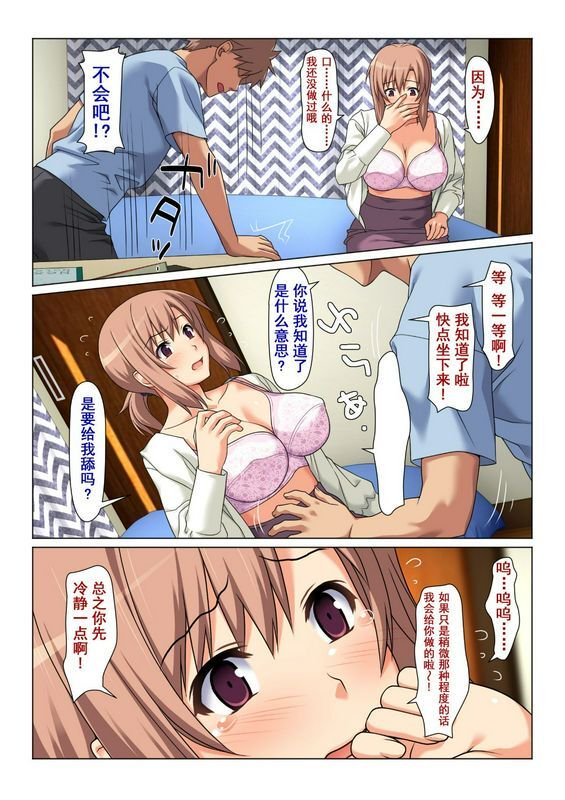 因为……
口……什么的……
我还没做过哦
不会吧!?
ガタッ
等 等一等啊！
我知道了啦
快点坐下来！
你说我知道了
是什么意思？
是要给我舔吗？
呜……呜呜……
如果只是稍微那种程度的话
我会给你做的啦～！
总之你先
冷静一点啊！